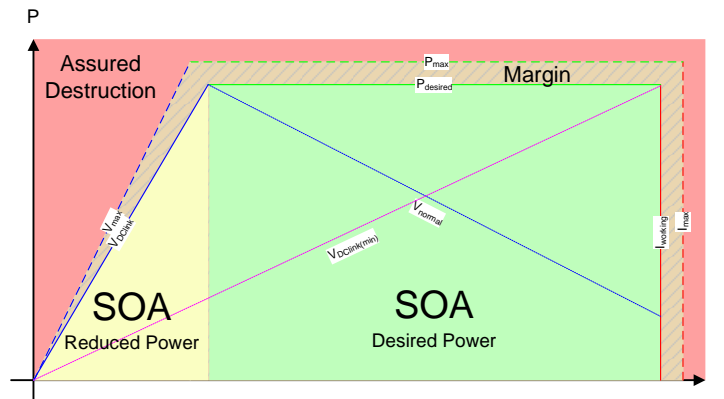 P
Assured
Destruction
Pmax
Margin
Pdesired
Vmax
VDClink
Vnormal
VDClink(min)
Iworking
Imax
SOA
Reduced Power
SOA
Desired Power